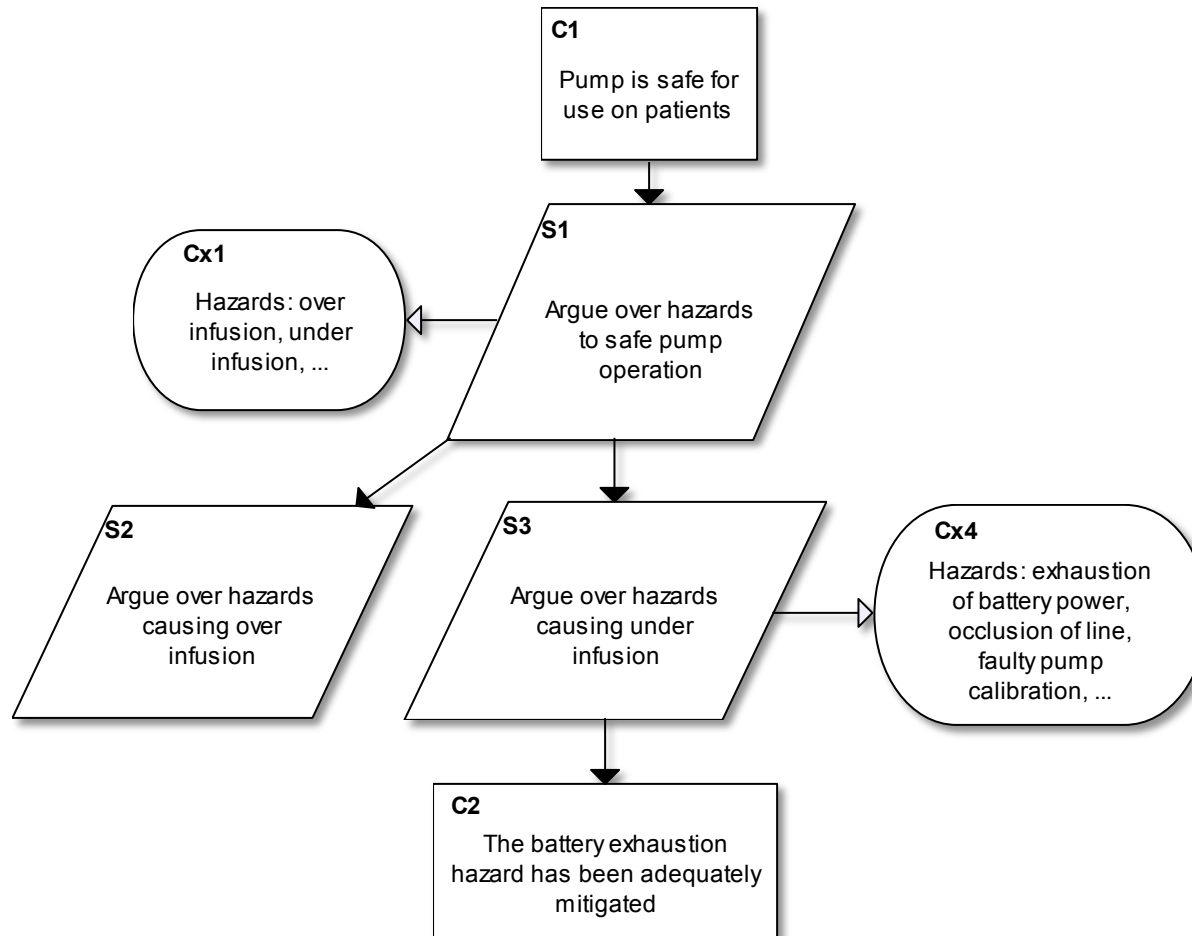 C1
Pump is safe for
use on patients
S1
Argue over hazards
to safe pump
operation
Cx1
Hazards: over
infusion, under
infusion, ...
S2
Argue over hazards
causing over
infusion
S3
Argue over hazards
causing under
infusion
Cx4
Hazards: exhaustion
of battery power,
occlusion of line,
faulty pump
calibration, ...
C2
The battery exhaustion
hazard has been adequately
mitigated